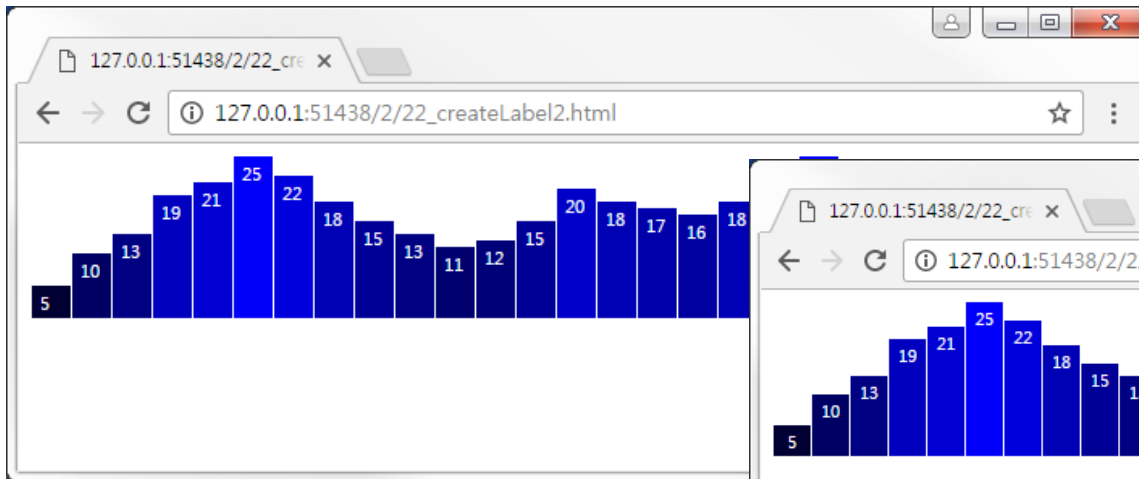 127.0.0.1:51438/2/22_cre
127.0.0.1:51438/2/22_createLabel2.html
5 10 13 19 21 25 22 18 15 13 11 12 15 20 18 17 16 18
127.0.0.1:51438/2/22_cre
127.0.0.1:51438/2/2
5 10 13 19 21 25 22 18 15